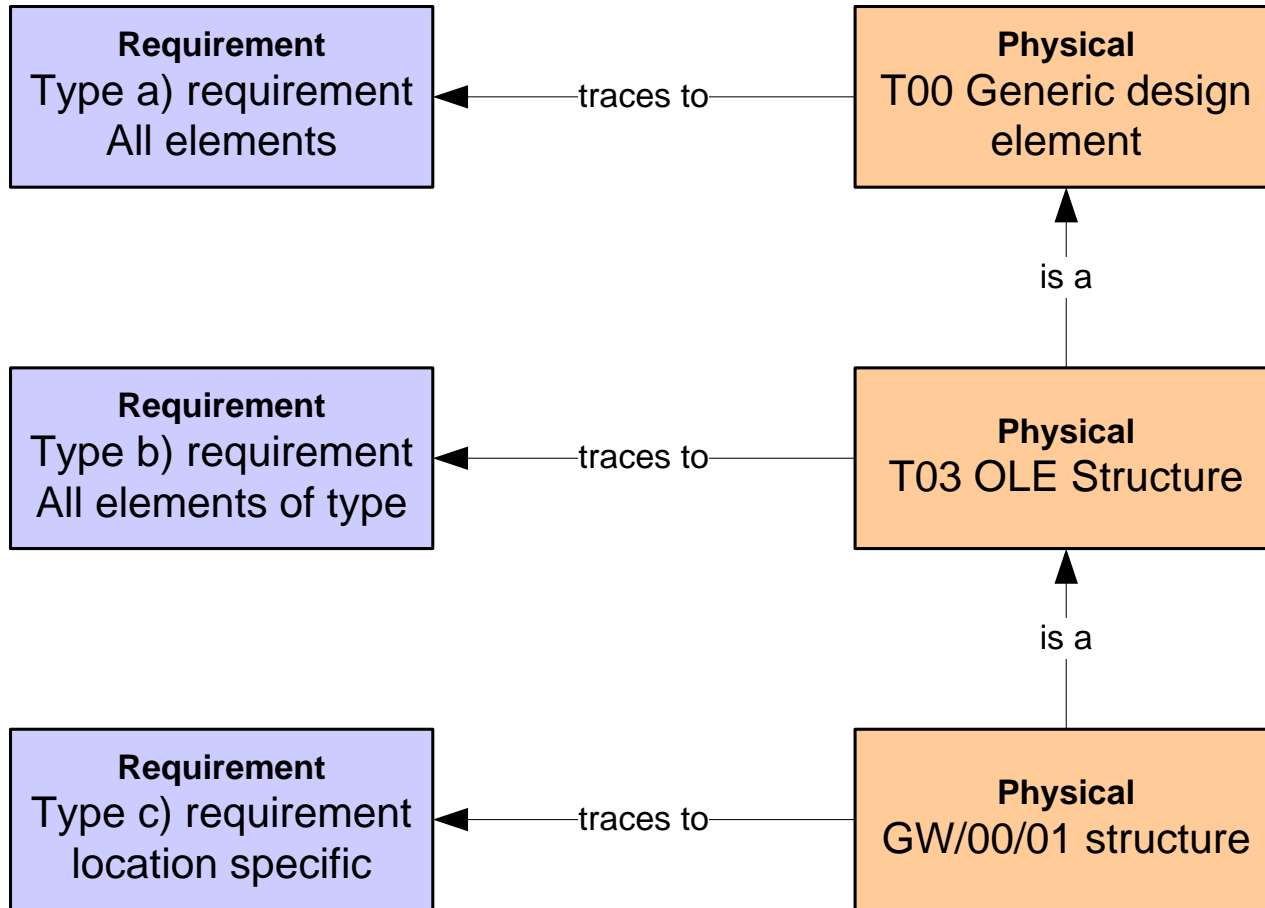 Requirement
Type a) requirement
All elements
traces to
Physical
T00 Generic design
element
is a
Requirement
Type b) requirement
All elements of type
traces to
Physical
T03 OLE Structure
is a
Requirement
Type c) requirement
location specific
traces to
Physical
GW/00/01 structure